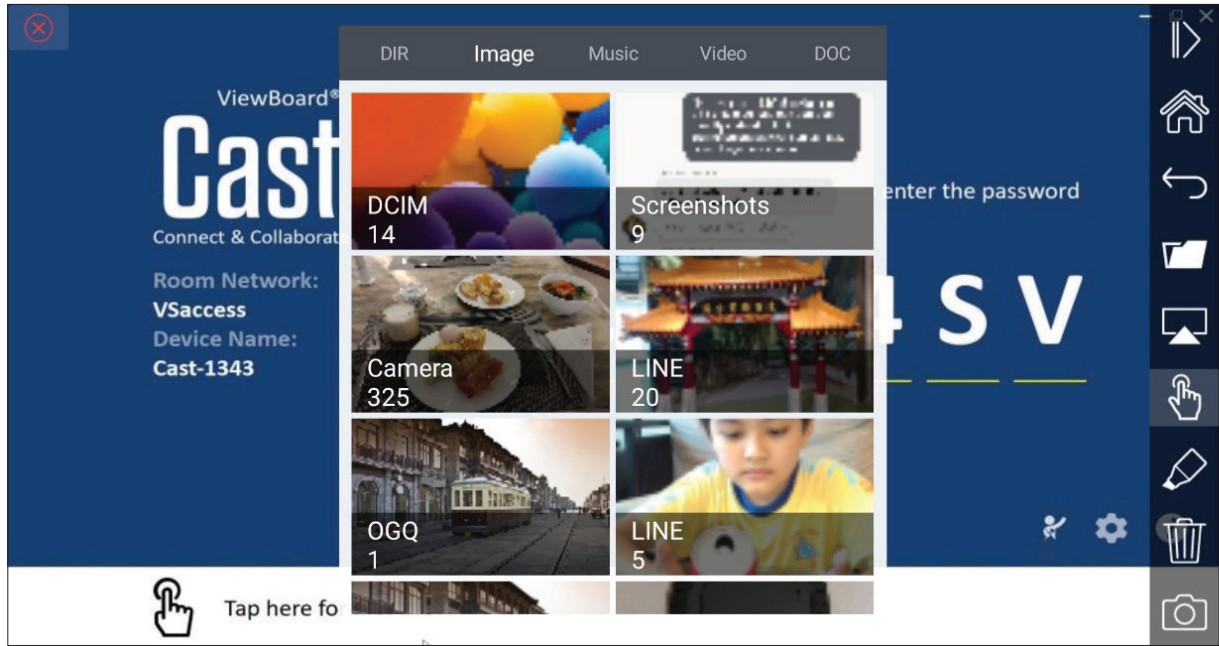 DIR Image Music Video DOC
ViewBoard®
Cast
Connect & Collaborate
Room Network:
VSaccess
Device Name:
Cast-1343
enter the password
4 S V
DCIM
14
Screenshots
9
Camera
325
LINE
20
OGQ
1
LINE
5
Tap here fo